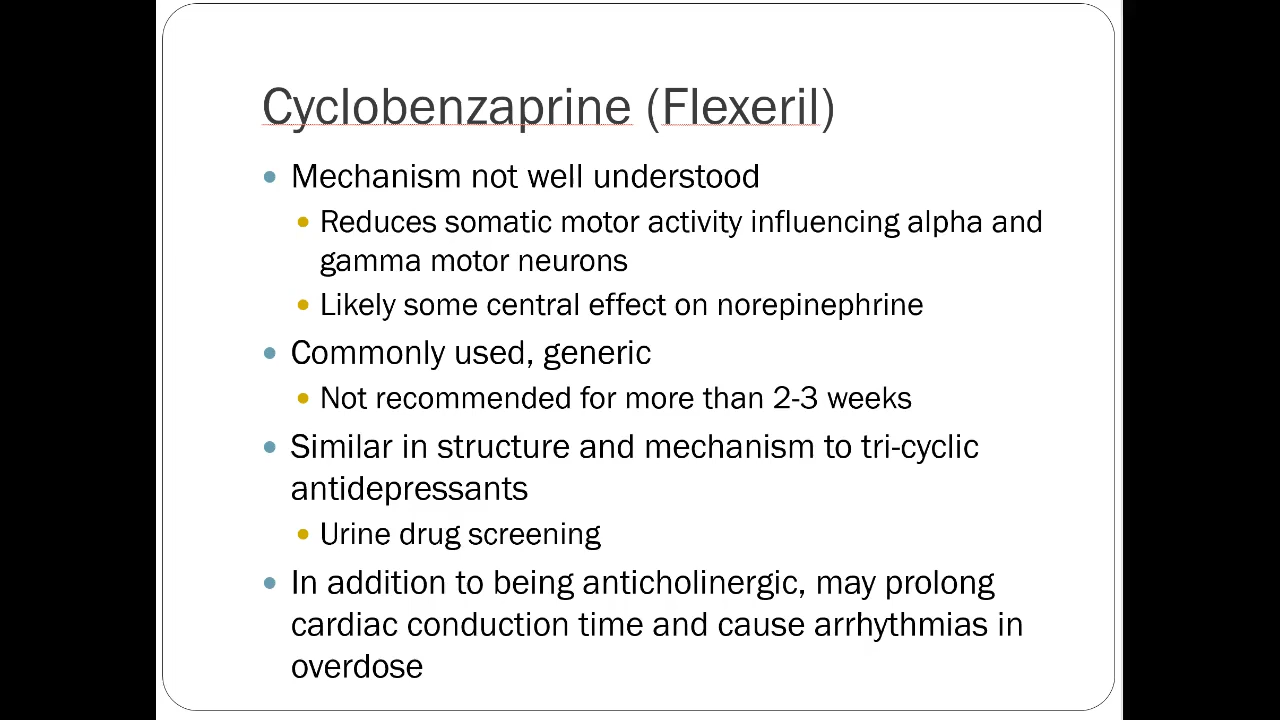 Cyclobenzaprine (Flexeril)
• Mechanism not well understood
• Reduces somatic motor activity influencing alpha and
gamma motor neurons
• Likely some central effect on norepinephrine
• Commonly used, generic
• Not recommended for more than 2-3 weeks
• Similar in structure and mechanism to tri-cyclic
antidepressants
• Urine drug screening
• In addition to being anticholinergic, may prolong
cardiac conduction time and cause arrhythmias in
overdose